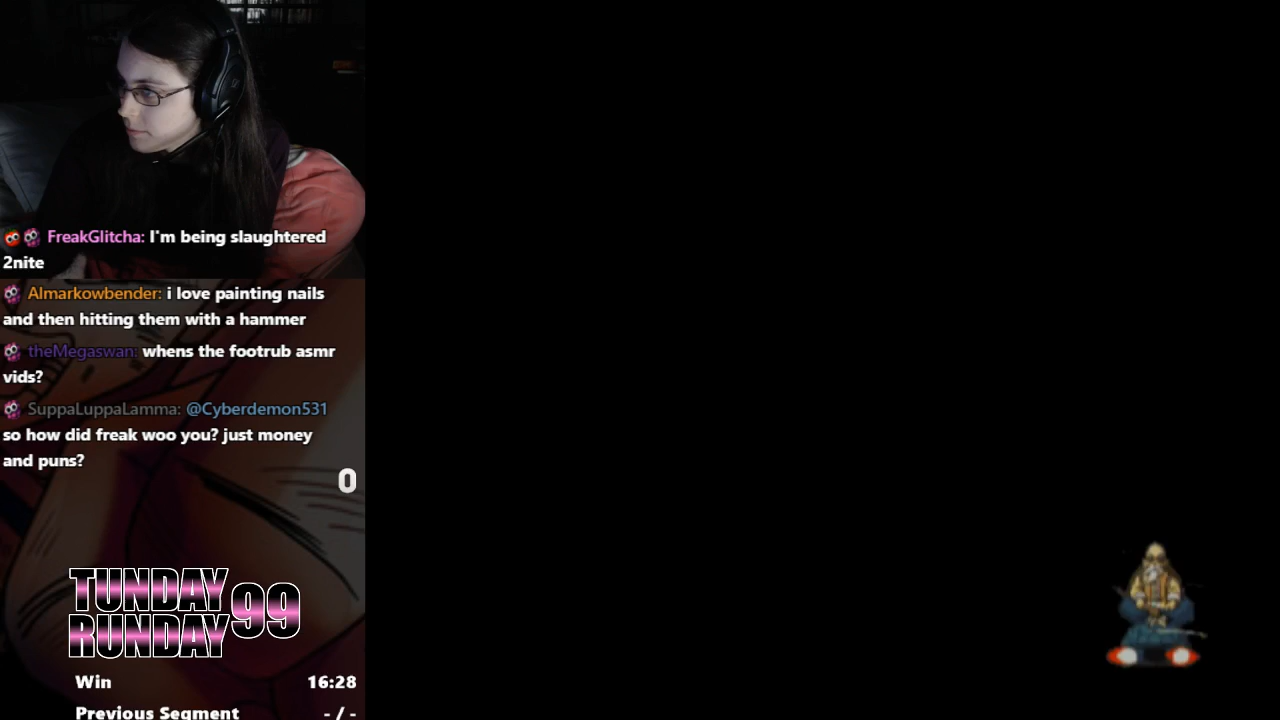 FreakGlitcha: I'm being slaughtered
2nite
Almarkowbender: i love painting nails
and then hitting them with a hammer
theMegaswan: whens the footrub asmr
vids?
SuppaLuppaLamma: @Cyberdemon531
so how did freak woo you? just money
and puns?
0
TUNDAY
RUNDAY 99
Win 16:28
Previous Segment - / -